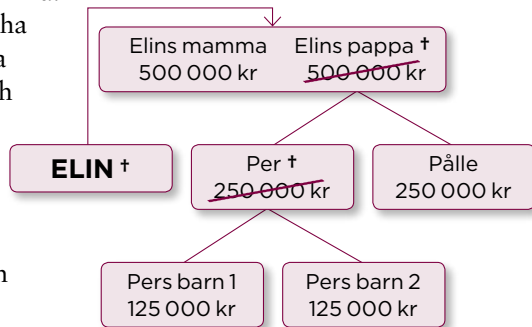 ha
a
h
Elins mamma Elins pappa †
500 000 kr 500 000 kr
ELIN †
Per †
250 000 kr
Pålle
250 000 kr
n
Pers barn 1
125 000 kr
Pers barn 2
125 000 kr